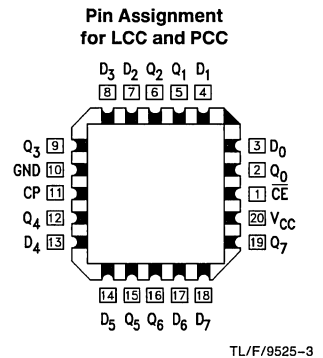 Pin Assignment
for LCC and PCC
D3 D2 Q2 Q1 D1
8 7 6 5 4
Q3 9 3 D0
GND 10 2 Q0
CP 11 1 C̅E̅
Q4 12 20 VCC
D4 13 19 Q7
14 15 16 17 18
D5 Q5 Q6 D6 D7
TL/F/9525–3